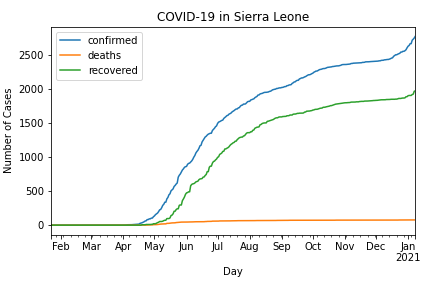 COVID-19 in Sierra Leone
confirmed
deaths
recovered
Number of Cases
2500
2000
1500
1000
500
0
Feb Mar Apr May Jun Jul Aug Sep Oct Nov Dec Jan
2021
Day